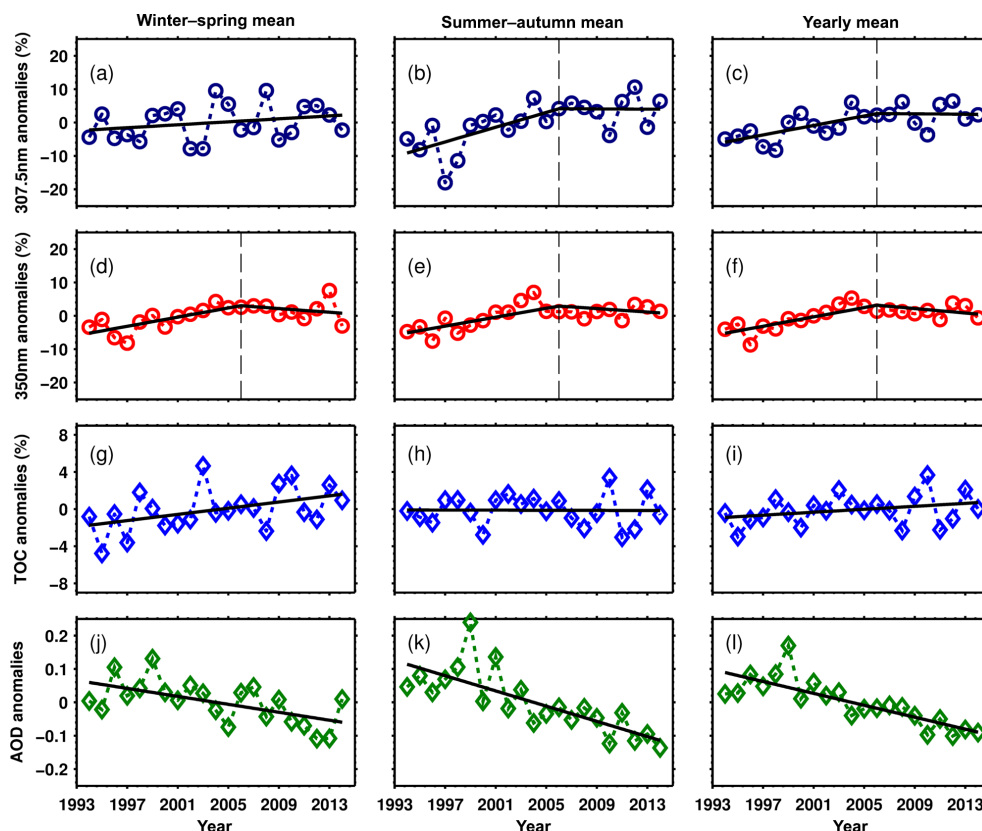 Winter–spring mean Summer–autumn mean Yearly mean
307.5nm anomalies (%)
20
10
0
−10
−20
(a) (b) (c)
350nm anomalies (%)
20
10
0
−10
−20
(d) (e) (f)
TOC anomalies (%)
8
4
0
−4
−8
(g) (h) (i)
AOD anomalies
0.2
0.1
0
−0.1
−0.2
(j) (k) (l)
1993 1997 2001 2005 2009 2013 1993 1997 2001 2005 2009 2013 1993 1997 2001 2005 2009 2013
Year Year Year